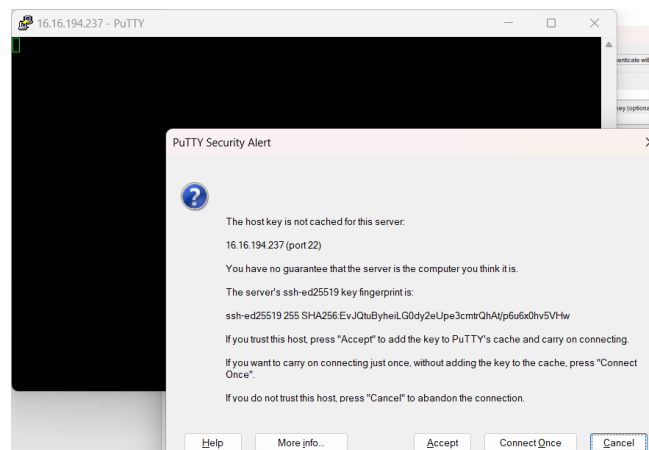 16.16.194.237 - PuTTY
enticate wit
key (optiona
PuTTY Security Alert
The host key is not cached for this server:
16.16.194.237 (port 22)
You have no guarantee that the server is the computer you think it is.
The server's ssh-ed25519 key fingerprint is:
ssh-ed25519 255 SHA256:EvJQtuByheiLG0dy2eUpe3cmtrQhAt/p6u6x0hv5VHw
If you trust this host, press "Accept" to add the key to PuTTY's cache and carry on connecting.
If you want to carry on connecting just once, without adding the key to the cache, press "Connect
Once".
If you do not trust this host, press "Cancel" to abandon the connection.
Help More info... Accept Connect Once Cancel